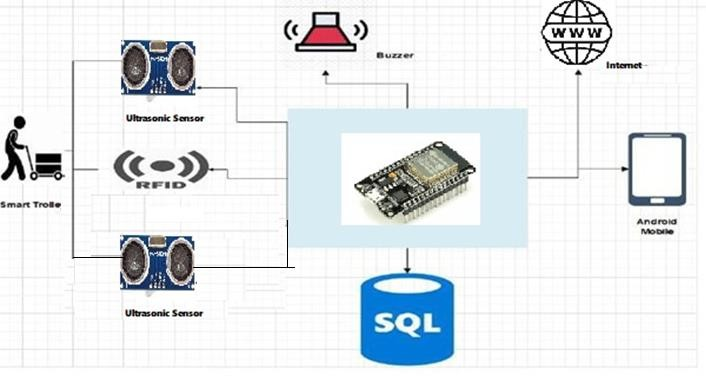 WWW
Buzzer
Internet
Ultrasonic Sensor
RFID
Smart Trolle
Android
Mobile
Ultrasonic Sensor
SQL